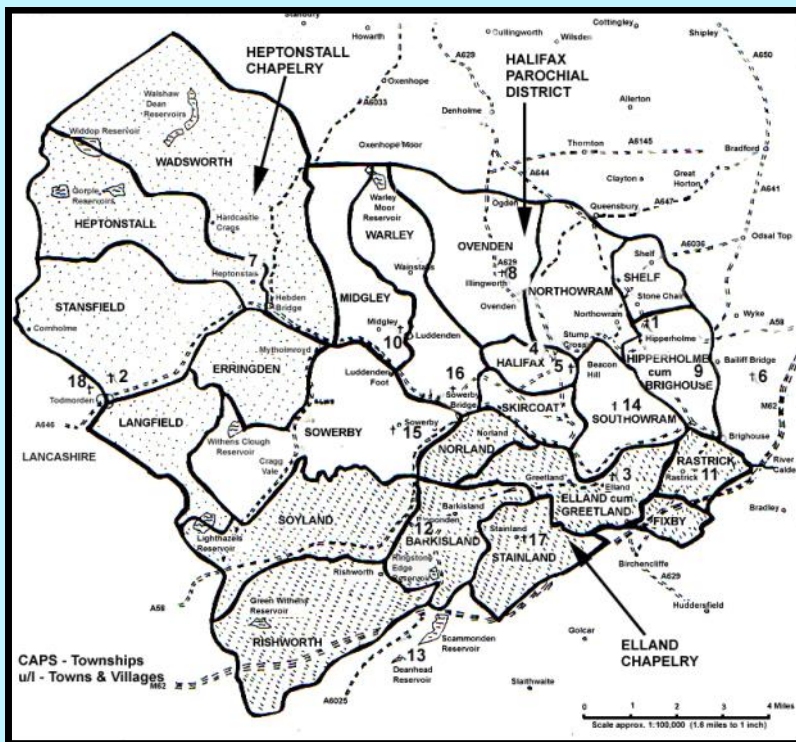 Stanbury
Haworth
Cullingworth
Wilsden
Cottingley
Shipley
A629
A650
HEPTONSTALL
CHAPELRY
HALIFAX
PAROCHIAL
DISTRICT
Oxenhope
A6033
Denholme
Allerton
Walshaw
Dean Reservoirs
Widdop Reservoir
WADSWORTH
Oxenhope Moor
Thornton
A6145
Bradford
A644
Clayton
Great
Horton
A641
Gorple
Reservoirs
Warley
Moor
Reservoir
Ogden
Queensbury
A647
HEPTONSTALL
Hardcastle
Crags
WARLEY
OVENDEN
Shelf
A6036
Odsal Top
7
Heptonstall
Wainstalls
A629
8
Illingworth
NORTHOWRAM
SHELF
Stone Chair
STANSFIELD
Hebden
Bridge
MIDGLEY
Ovenden
Northowram
Wyke
Cornholme
Midgley
Luddenden
10
Stump
Cross
1
Hipperholme
A58
Mytholmroyd
4
HALIFAX
5
Beacon
Hill
HIPPERHOLME
cum
BRIGHOUSE
9
Bailiff Bridge
6
ERRINGDEN
Luddenden
Foot
16
18
2
Todmorden
SKIRCOAT
14
SOUTHOWRAM
M62
A646
LANGFIELD
Sowerby
Bridge
Sowerby
15
SOWERBY
Withens Clough
Reservoir
Norland
NORLAND
Brighouse
LANCASHIRE
Cragg
Vale
Greetland
3
Elland
RASTRICK
Rastrick
11
River
Calder
ELLAND cum
GREETLAND
SOYLAND
Barkisland
12
BARKISLAND
Stainland
17
STAINLAND
FIXBY
Bradley
Lighthazels
Reservoir
Ringstone
Edge
Reservoir
Rishworth
Birchencliffe
A629
A58
Green Withens
Reservoir
Huddersfield
RISHWORTH
Scammonden
Reservoir
Golcar
ELLAND
CHAPELRY
CAPS - Townships
u/l - Towns & Villages
13
Deanhead
Reservoir
M62
A6025
Slaithwaite
0 1 2 3 4 Miles
Scale approx. 1:100,000 (1.6 miles to 1 inch)